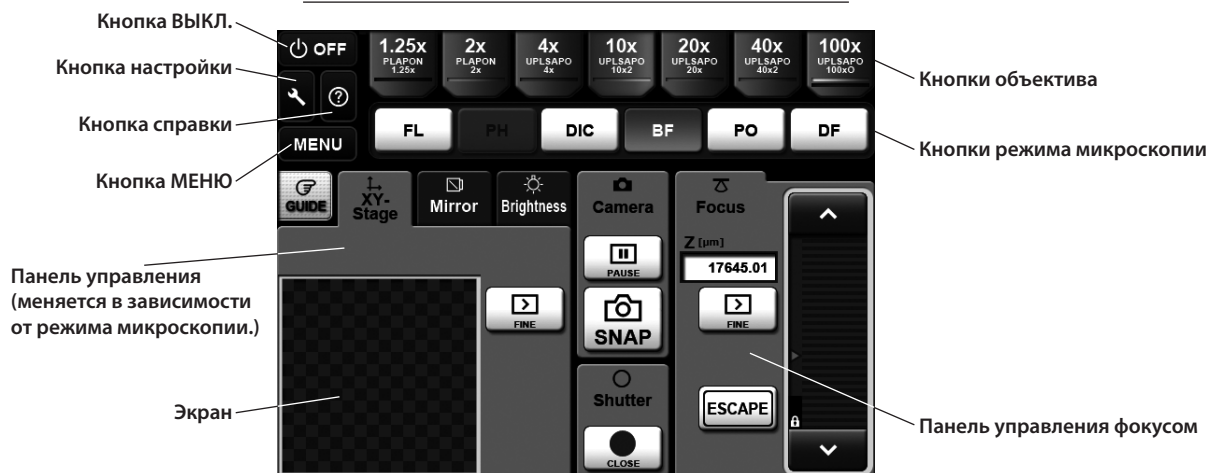 Кнопка ВЫКЛ.
Кнопка настройки
Кнопка справки
Кнопка МЕНЮ
Панель управления
(меняется в зависимости
от режима микроскопии.)
Экран
OFF
MENU
1.25x
PLAPON
1.25x
2x
PLAPON
2x
4x
UPLSAPO
4x
10x
UPLSAPO
10x2
20x
UPLSAPO
20x
40x
UPLSAPO
40x2
100x
UPLSAPO
100xO
FL
PH
DIC
BF
PO
DF
GUIDE
XY-
Stage
Mirror
Brightness
FINE
Camera
PAUSE
SNAP
Shutter
CLOSE
Focus
Z [µm]
17645.01
FINE
ESCAPE
Кнопки объектива
Кнопки режима микроскопии
Панель управления фокусом